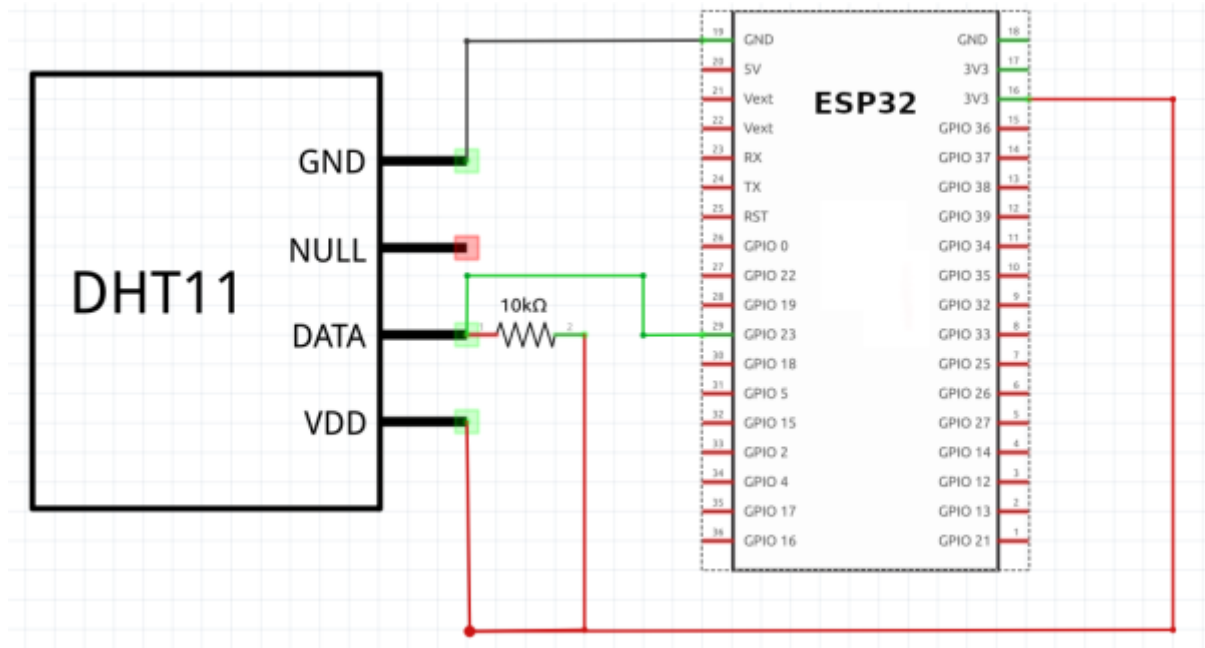 GND
NULL
DHT11
DATA
VDD
1
10kΩ
2
ESP32
19 GND
20 5V
21 Vext
22 Vext
23 RX
24 TX
25 RST
26 GPIO 0
27 GPIO 22
28 GPIO 19
29 GPIO 23
30 GPIO 18
31 GPIO 5
32 GPIO 15
33 GPIO 2
34 GPIO 4
35 GPIO 17
36 GPIO 16
GND 18
3V3 17
3V3 16
GPIO 36 15
GPIO 37 14
GPIO 38 13
GPIO 39 12
GPIO 34 11
GPIO 35 10
GPIO 32 9
GPIO 33 8
GPIO 25 7
GPIO 26 6
GPIO 27 5
GPIO 14 4
GPIO 12 3
GPIO 13 2
GPIO 21 1